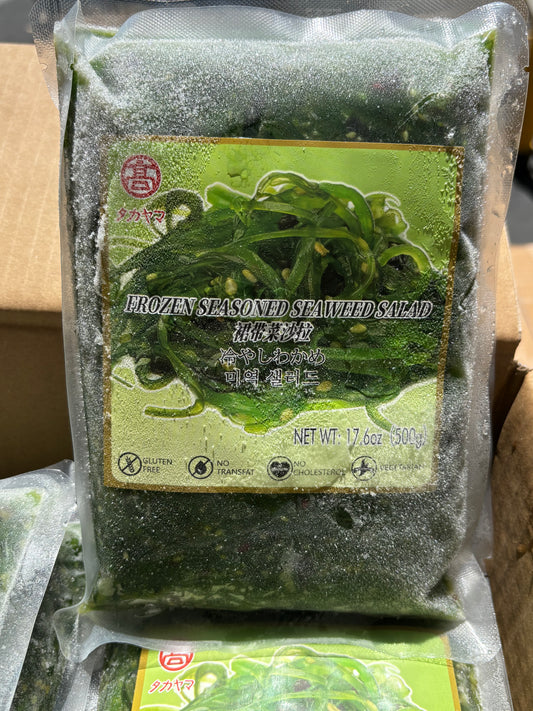 高
タカヤマ
FROZEN SEASONED SEAWEED SALAD
裙带菜沙拉
冷やしわかめ
미역 샐러드
NET WT: 17.6oz (500g)
GLUTEN FREE
NO TRANSFAT
NO CHOLESTEROL
VEGETARIAN
高
タカヤマ